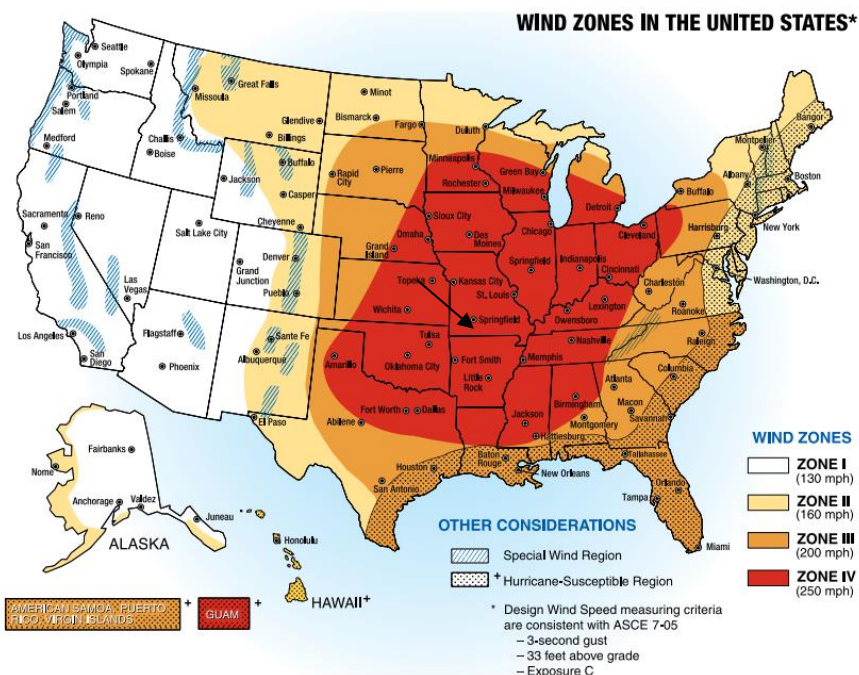 WIND ZONES IN THE UNITED STATES*
Seattle
Olympia
Spokane
Portland
Salem
Medford
Great Falls
Missoula
Challis
Boise
Glendive
Billings
Minot
Bismarck
Fargo
Duluth
Buffalo
Jackson
Casper
Cheyenne
Rapid City
Pierre
Minneapolis
Rochester
Green Bay
Milwaukee
Detroit
Buffalo
Albany
Montpelier
Bangor
Boston
New York
Harrisburg
Washington, D.C.
Sacramento
Reno
San Francisco
Salt Lake City
Las Vegas
Los Angeles
San Diego
Grand Junction
Denver
Pueblo
Flagstaff
Phoenix
Sante Fe
Albuquerque
El Paso
Sioux City
Des Moines
Omaha
Grand Island
Chicago
Cleveland
Topeka
Kansas City
Springfield
Indianapolis
Cincinnati
St. Louis
Charleston
Wichita
Springfield
Owensboro
Lexington
Roanoke
Raleigh
Tulsa
Amarillo
Oklahoma City
Fort Smith
Little Rock
Memphis
Nashville
Columbia
Atlanta
Macon
Savannah
Fort Worth
Dallas
Abilene
Jackson
Birmingham
Montgomery
Hattiesburg
Tallahassee
Baton Rouge
New Orleans
Houston
San Antonio
Orlando
Tampa
Miami
Fairbanks
Nome
Anchorage
Valdez
Juneau
ALASKA
Honolulu
HAWAII+
AMERICAN SAMOA, PUERTO
RICO, VIRGIN ISLANDS
+
GUAM
+
OTHER CONSIDERATIONS
Special Wind Region
+ Hurricane-Susceptible Region
* Design Wind Speed measuring criteria
are consistent with ASCE 7-05
– 3-second gust
– 33 feet above grade
– Exposure C
WIND ZONES
ZONE I
(130 mph)
ZONE II
(160 mph)
ZONE III
(200 mph)
ZONE IV
(250 mph)